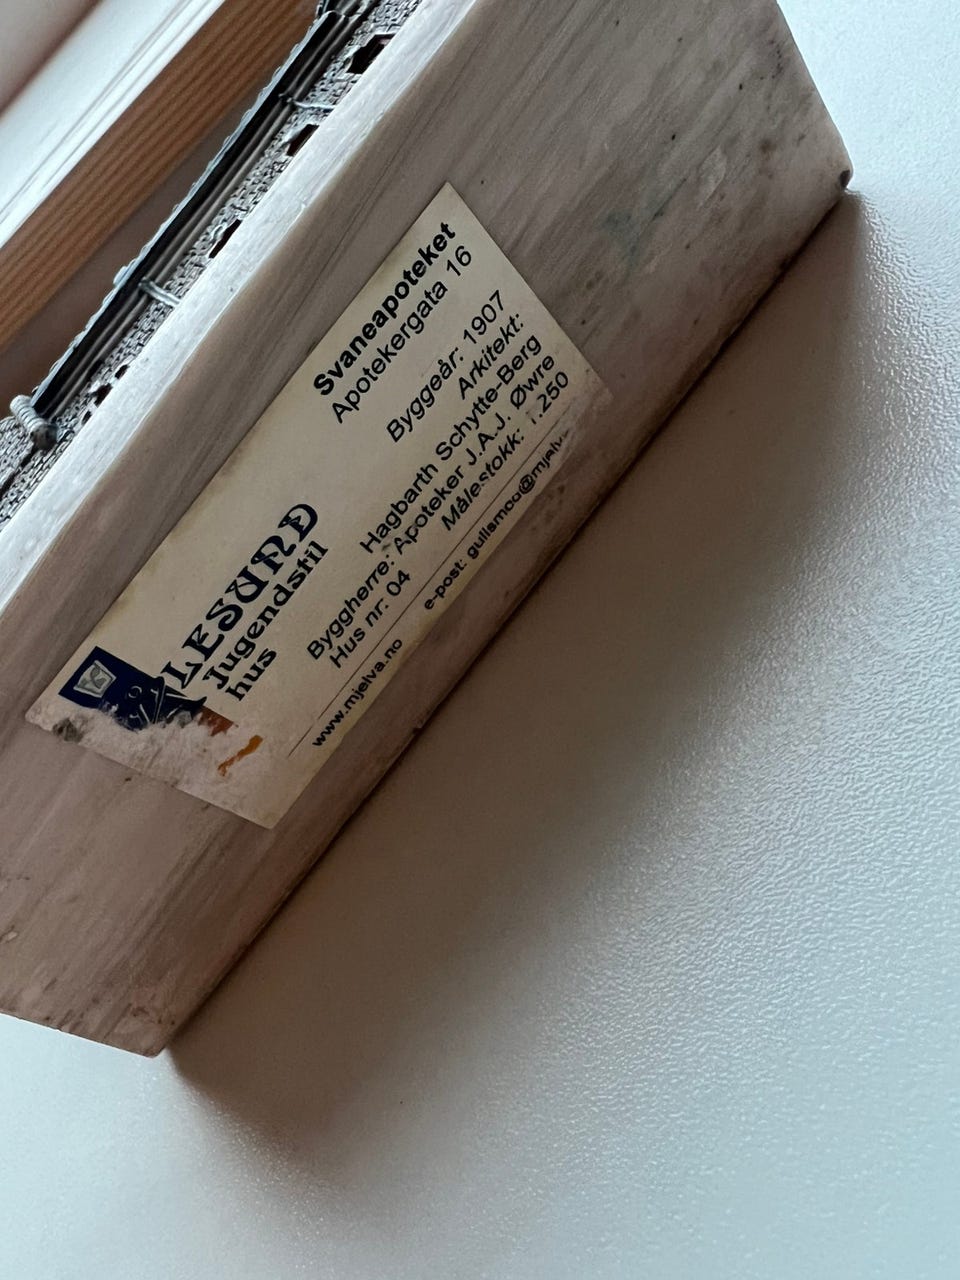 Svaneapoteket
Apotekergata 16
Byggeår: 1907
Arkitekt:
Hagbarth Schytte-Berg
Byggherre: Apoteker J.A.J. Øwre
Hus nr: 04
Målestokk: 1:250
LESUND
Jugendstil
hus
www.mjelva.no
e-post: